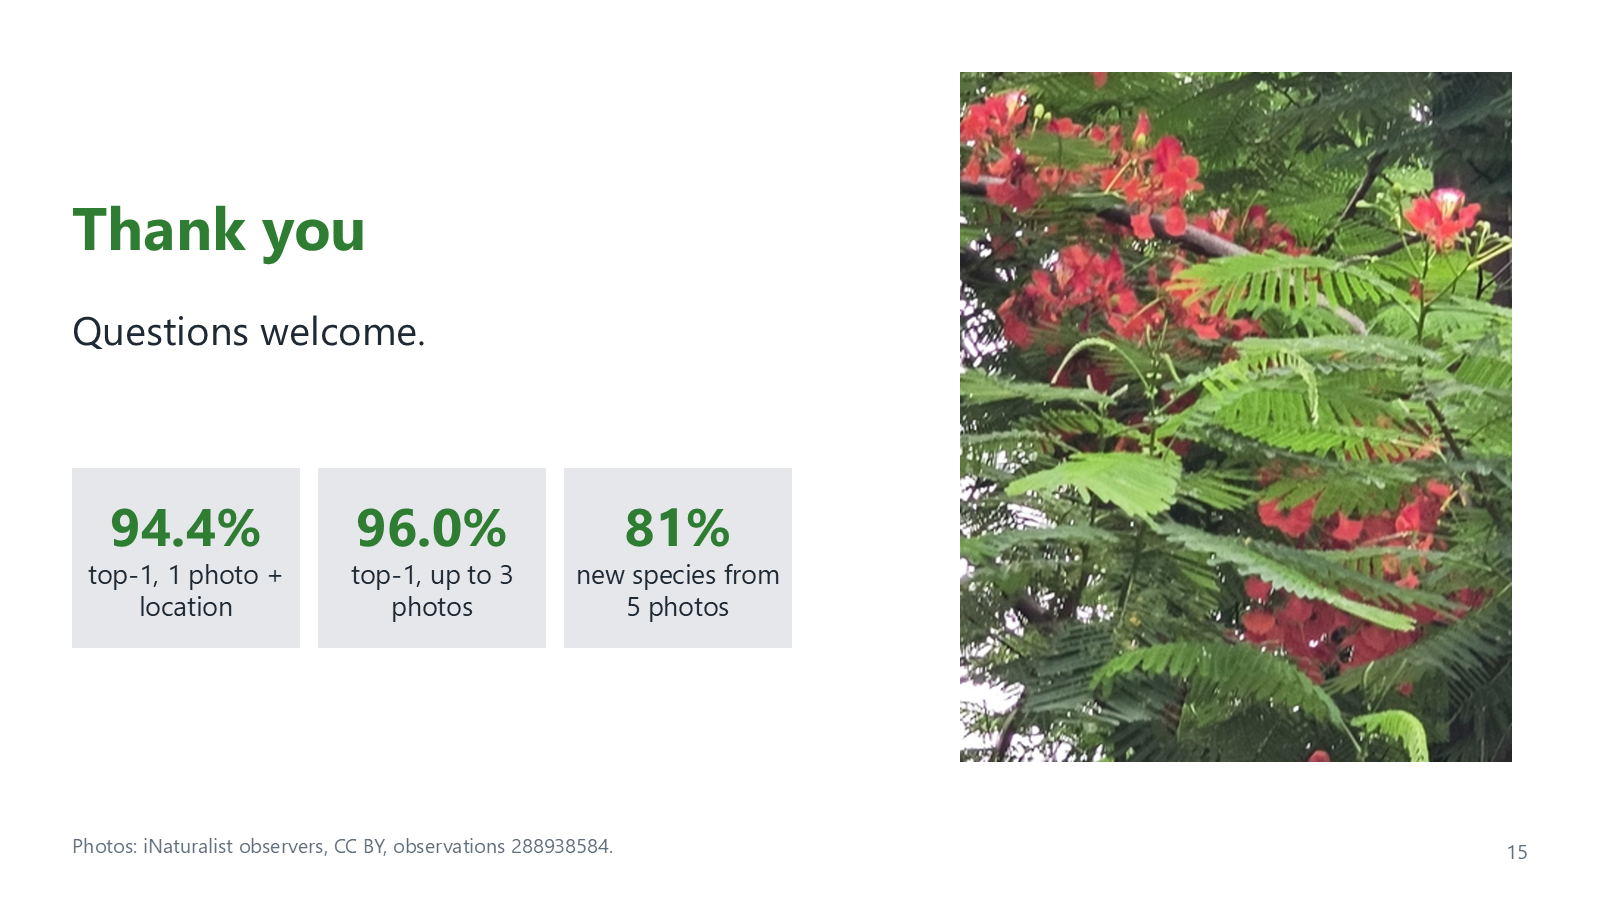 Thank you
Questions welcome.
94.4%
top-1, 1 photo +
location
96.0%
top-1, up to 3
photos
81%
new species from
5 photos
Photos: iNaturalist observers, CC BY, observations 288938584.
15